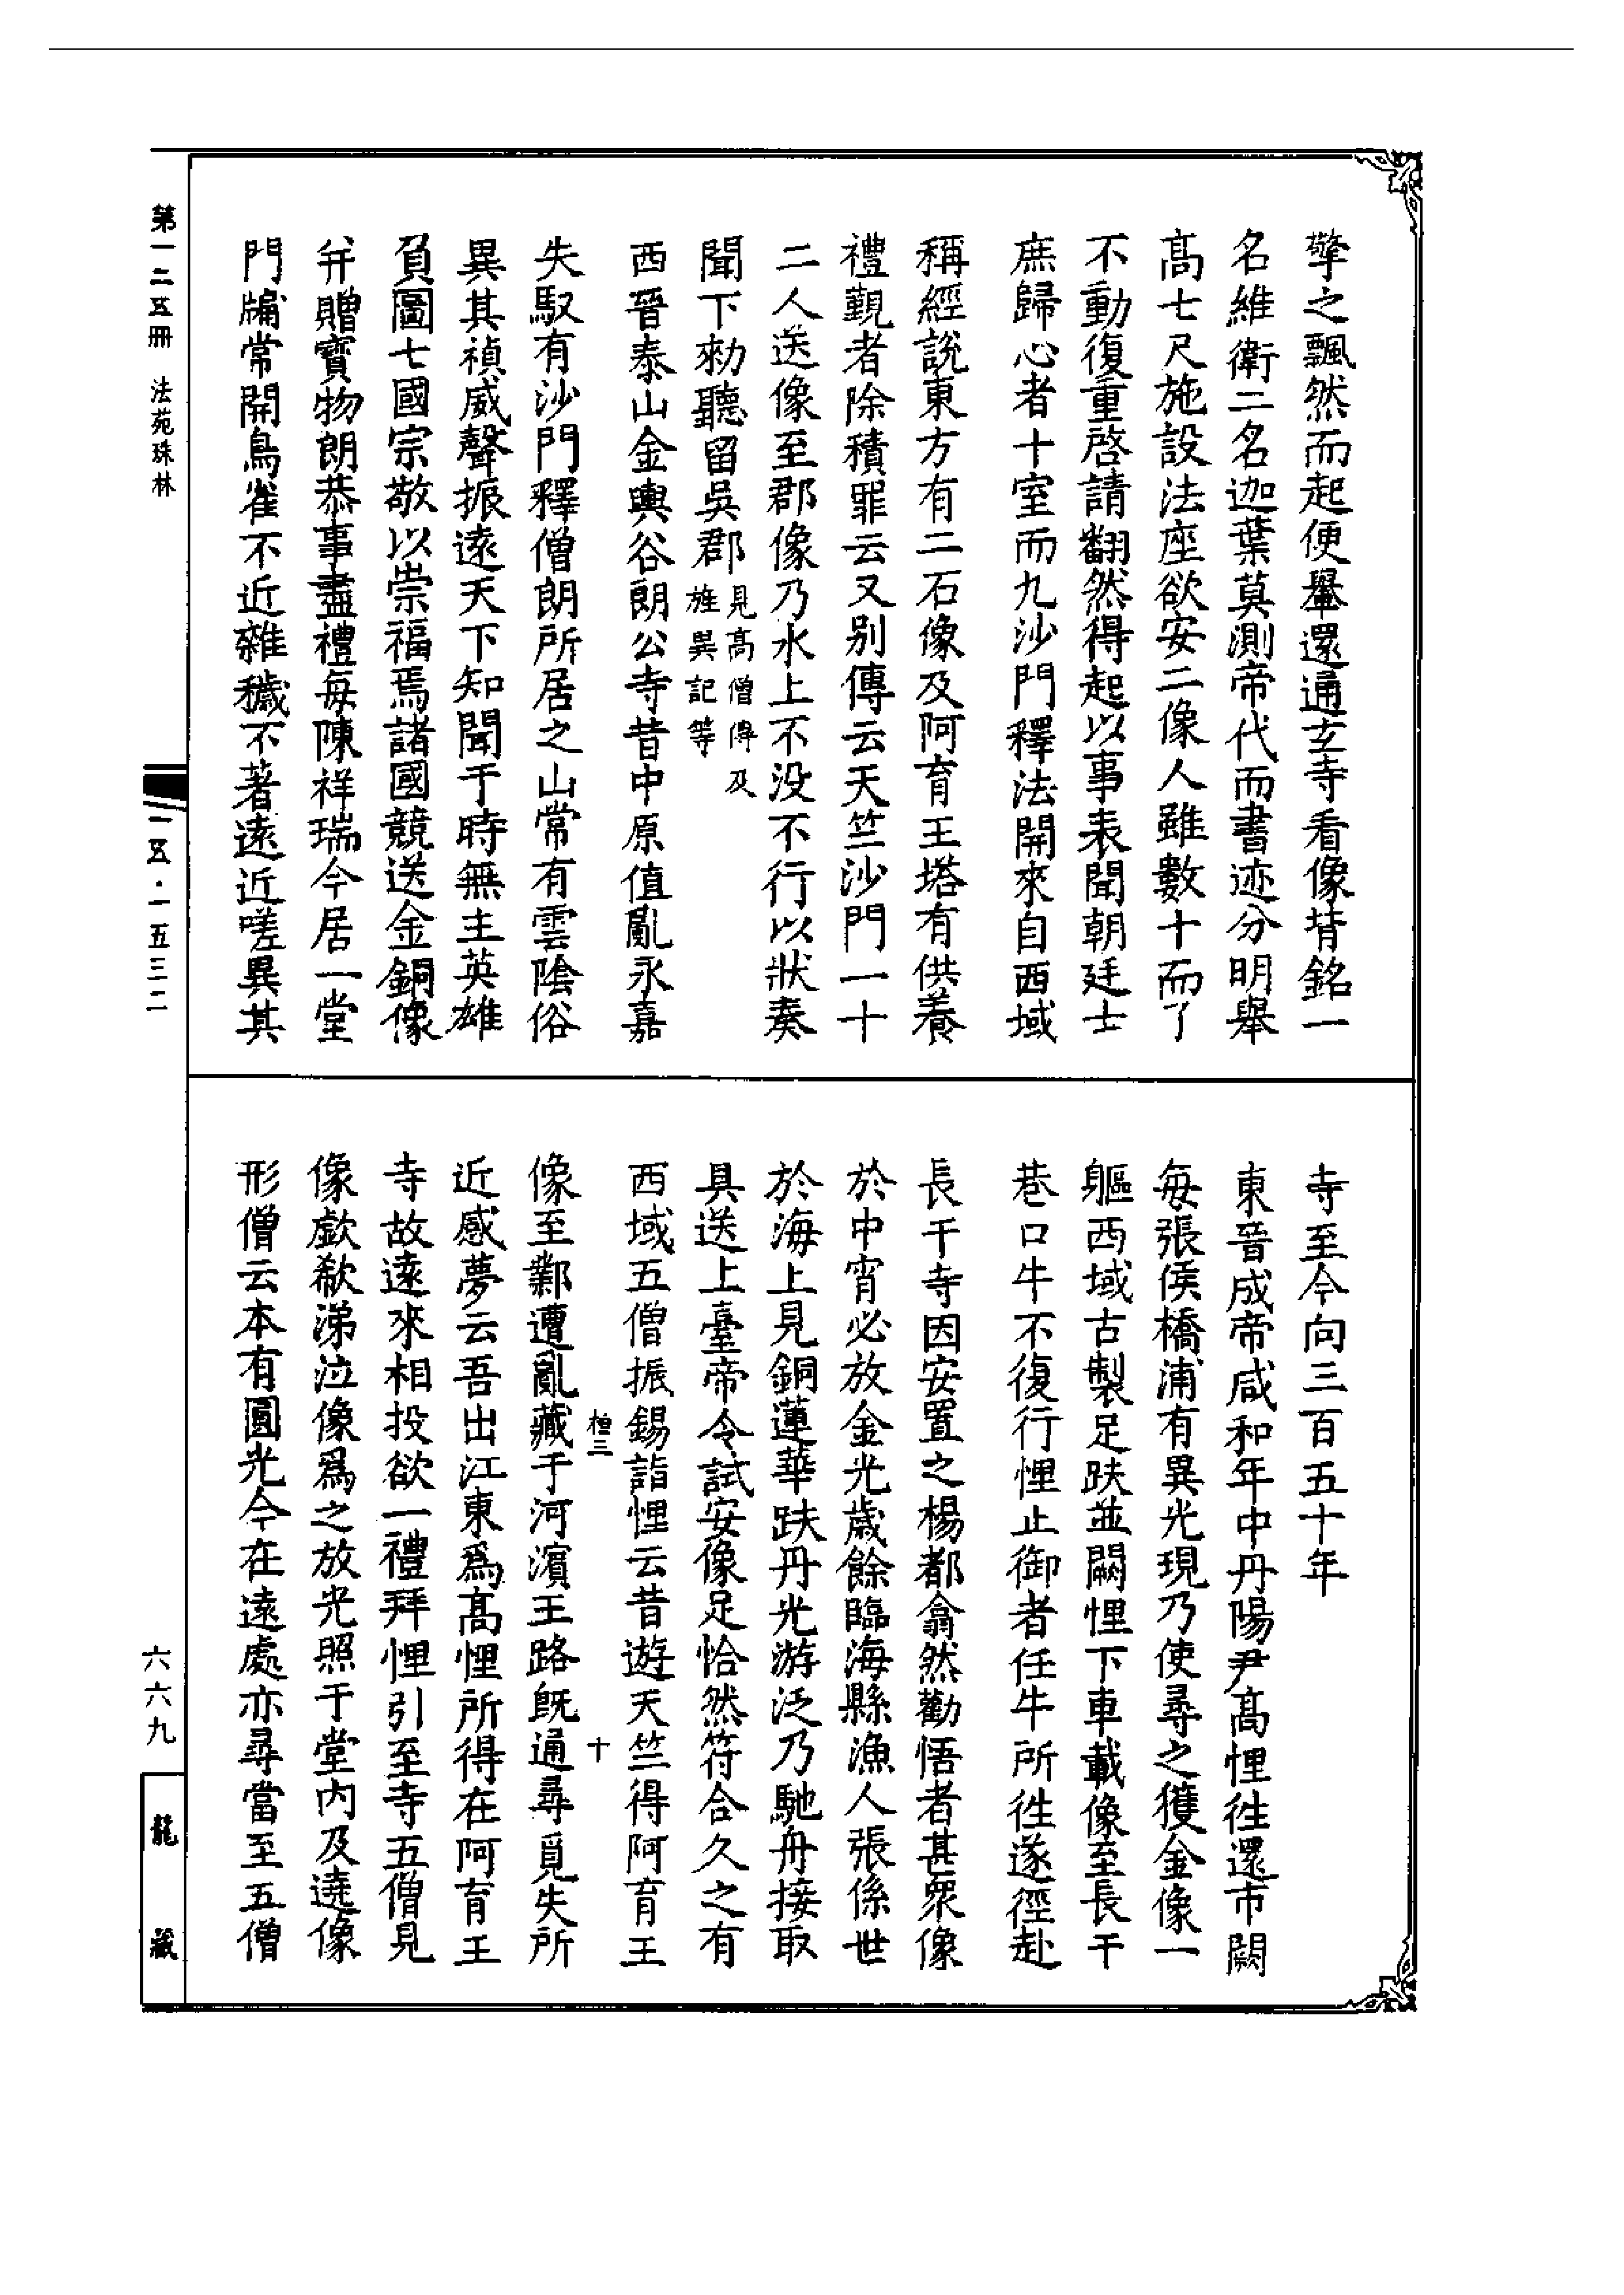 擎之飄然而起便轝還通玄寺看像背銘一
名維衛二名迦葉莫測帝代而書迹分明舉
高七尺施設法座欲安二像人雖數十而了
不動復重啓請翻然得起以事表聞朝廷士
庶歸心者十室而九沙門釋法開來自西域
稱經說東方有二石像及阿育王塔有供養
禮觀者除積罪云又別傳云天竺沙門一十
二人送像至郡像乃水上不没不行以狀奏
聞下勑聽留吳郡見高僧傳及旌異記等
西晉泰山金輿谷朗公寺昔中原值亂永嘉
失馭有沙門釋僧朗所居之山常有雲陰俗
異其禎威聲振遠天下知聞于時無主英雄
負圖七國宗敬以崇福焉諸國競送金銅像
并贈寳物朗恭事盡禮每陳祥瑞今居一堂
門牖常開鳥雀不近雜穢不著遠近嗟異其
寺至今向三百五十年
東晉成帝咸和年中丹陽尹高悝徃還市闕
每張侯橋浦有異光現乃使尋之獲金像一
軀西域古製足趺並闕悝下車載像至長干
巷口牛不復行悝止御者任牛所徃遂徑赴
長干寺因安置之楊都翕然勸悟者甚衆像
於中宵必放金光歲餘臨海縣漁人張係世
於海上見銅蓮華趺丹光游泛乃馳舟接取
具送上臺帝令試安像足恰然符合久之有
西域五僧振錫詣悝云昔遊天竺得阿育王
桓三 十
像至鄴遭亂藏于河濱王路既通尋覓失所
近感夢云吾出江東爲高悝所得在阿育王
寺故遠來相投欲一禮拜悝引至寺五僧見
像歔欷涕泣像爲之放光照于堂内及遶像
形僧云本有圓光今在遠處亦尋當至五僧
第一二五冊 法苑珠林
一五·一五三二
六六九
龍藏